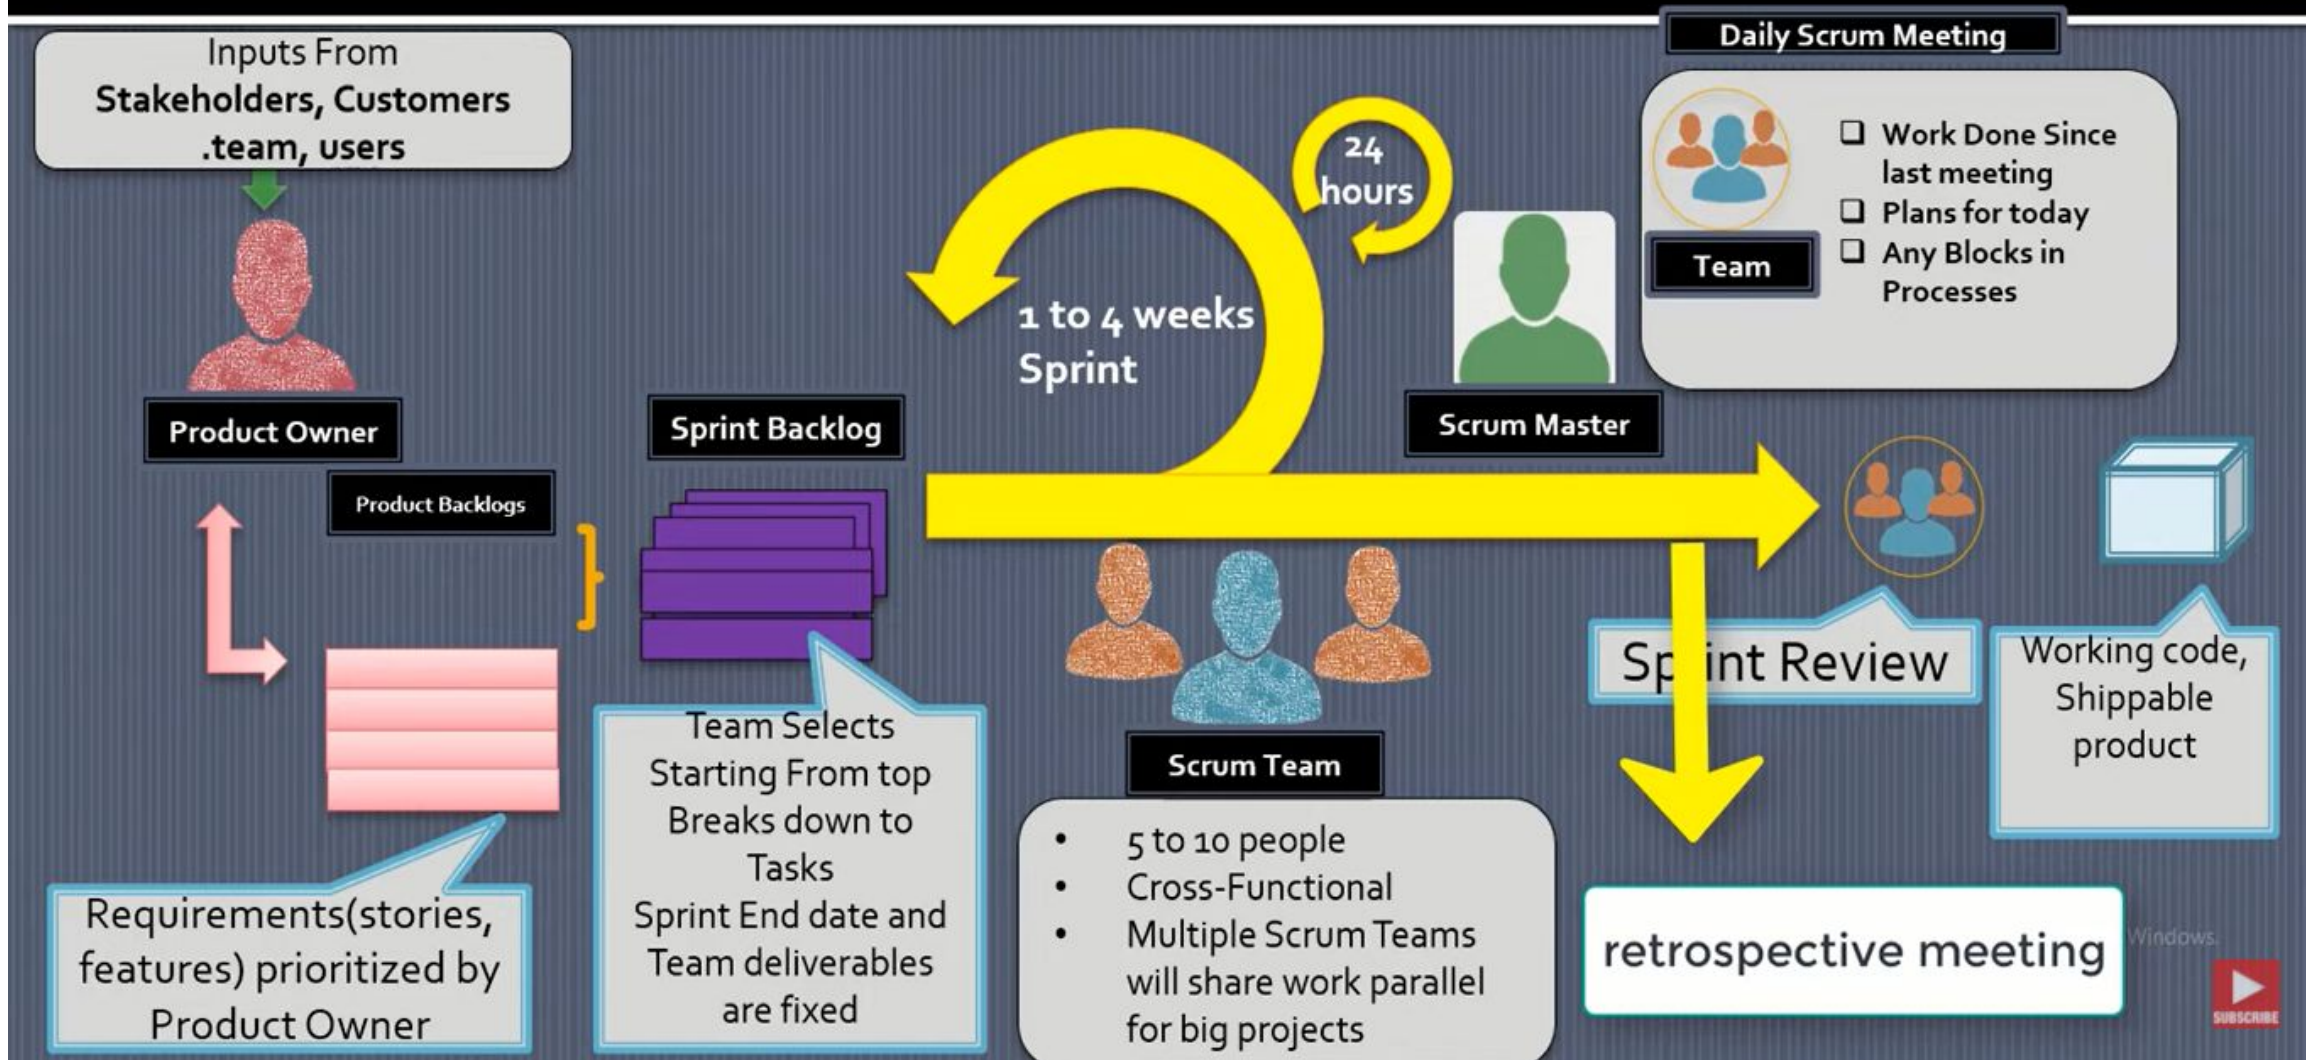 Inputs From
Stakeholders, Customers
.team, users
Product Owner
Product Backlogs
Requirements(stories,
features) prioritized by
Product Owner
Sprint Backlog
Team Selects
Starting From top
Breaks down to
Tasks
Sprint End date and
Team deliverables
are fixed
1 to 4 weeks
Sprint
24
hours
Scrum Master
Daily Scrum Meeting
Team
Work Done Since
last meeting
Plans for today
Any Blocks in
Processes
Scrum Team
• 5 to 10 people
• Cross-Functional
• Multiple Scrum Teams
will share work parallel
for big projects
Sprint Review
Working code,
Shippable
product
retrospective meeting
Windows.
SUBSCRIBE